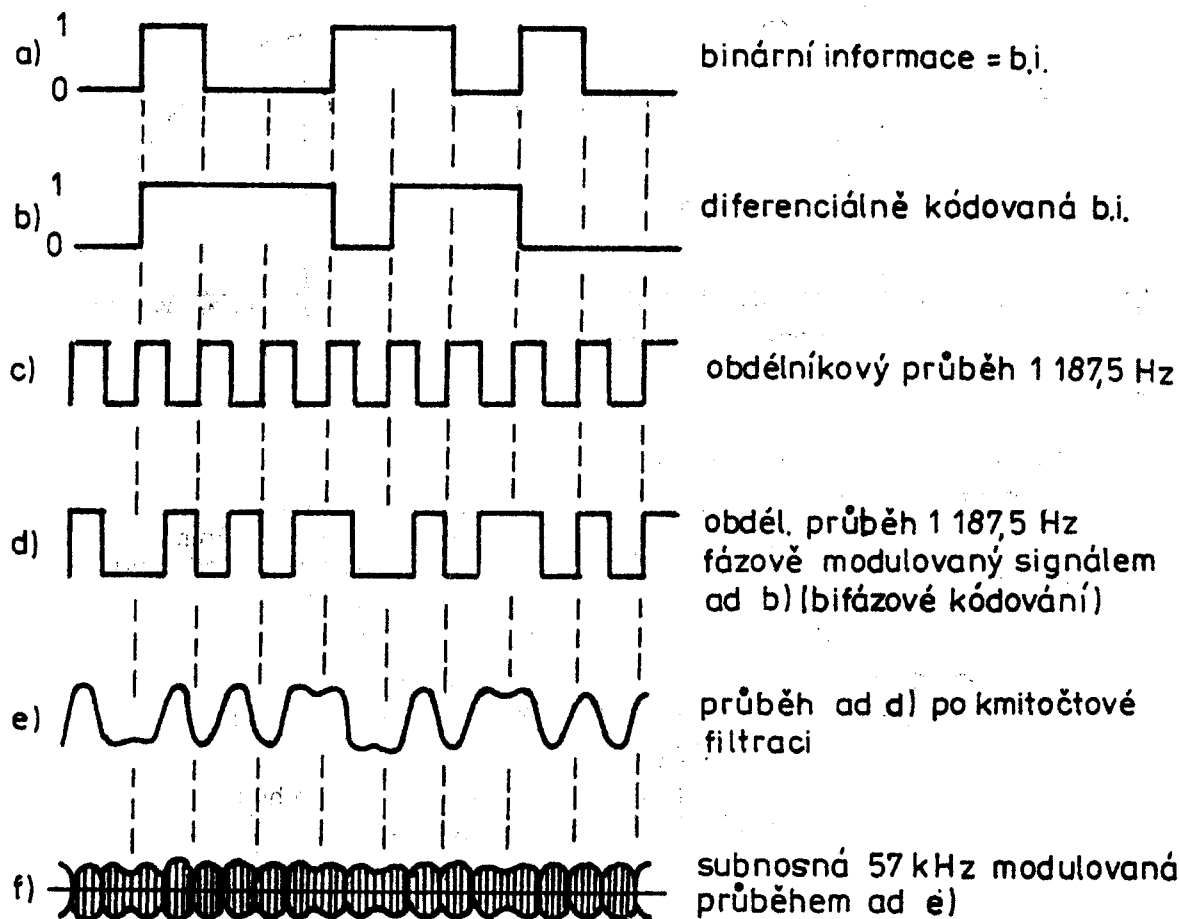 1
a)
binární informace = b.i.
0
1
b)
diferenciálně kódovaná b.i.
0
c)
obdélníkový průběh 1 187,5 Hz
d)
obdél. průběh 1 187,5 Hz
fázově modulovaný signálem
ad b) (bifázové kódování)
e)
průběh ad d) po kmitočtové
filtraci
f)
subnosná 57 kHz modulovaná
průběhem ad e)